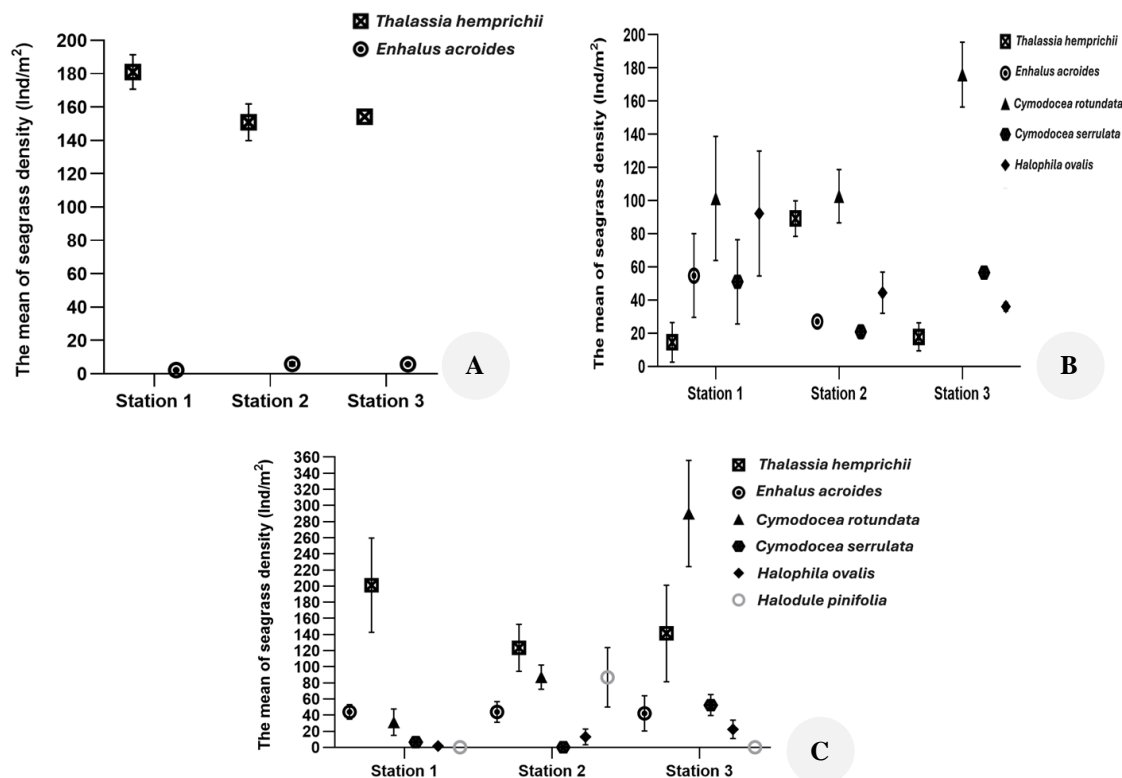 Thalassia hemprichii
Enhalus acroides
The mean of seagrass density (Ind/m²)
200
180
160
140
120
100
80
60
40
20
0
Station 1
Station 2
Station 3
A
Thalassia hemprichii
Enhalus acroides
Cymodocea rotundata
Cymodocea serrulata
Halophila ovalis
The mean of seagrass density (Ind/m²)
200
180
160
140
120
100
80
60
40
20
0
Station 1
Station 2
Station 3
B
Thalassia hemprichii
Enhalus acroides
Cymodocea rotundata
Cymodocea serrulata
Halophila ovalis
Halodule pinifolia
The mean of seagrass density (Ind/m²)
360
340
320
300
280
260
240
220
200
180
160
140
120
100
80
60
40
20
0
Station 1
Station 2
Station 3
C